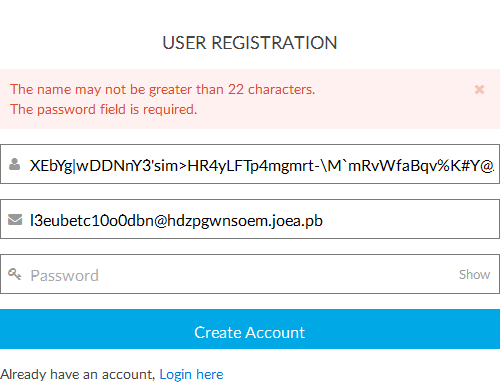 USER REGISTRATION
The name may not be greater than 22 characters.
The password field is required.
XEbYg|wDDNnY3'sim>HR4yLFTp4mgmrt-\M`mRvWfaBqv%K#Y@
l3eubetc10o0dbn@hdzpgwnsoem.joea.pb
Password Show
Create Account
Already have an account, Login here